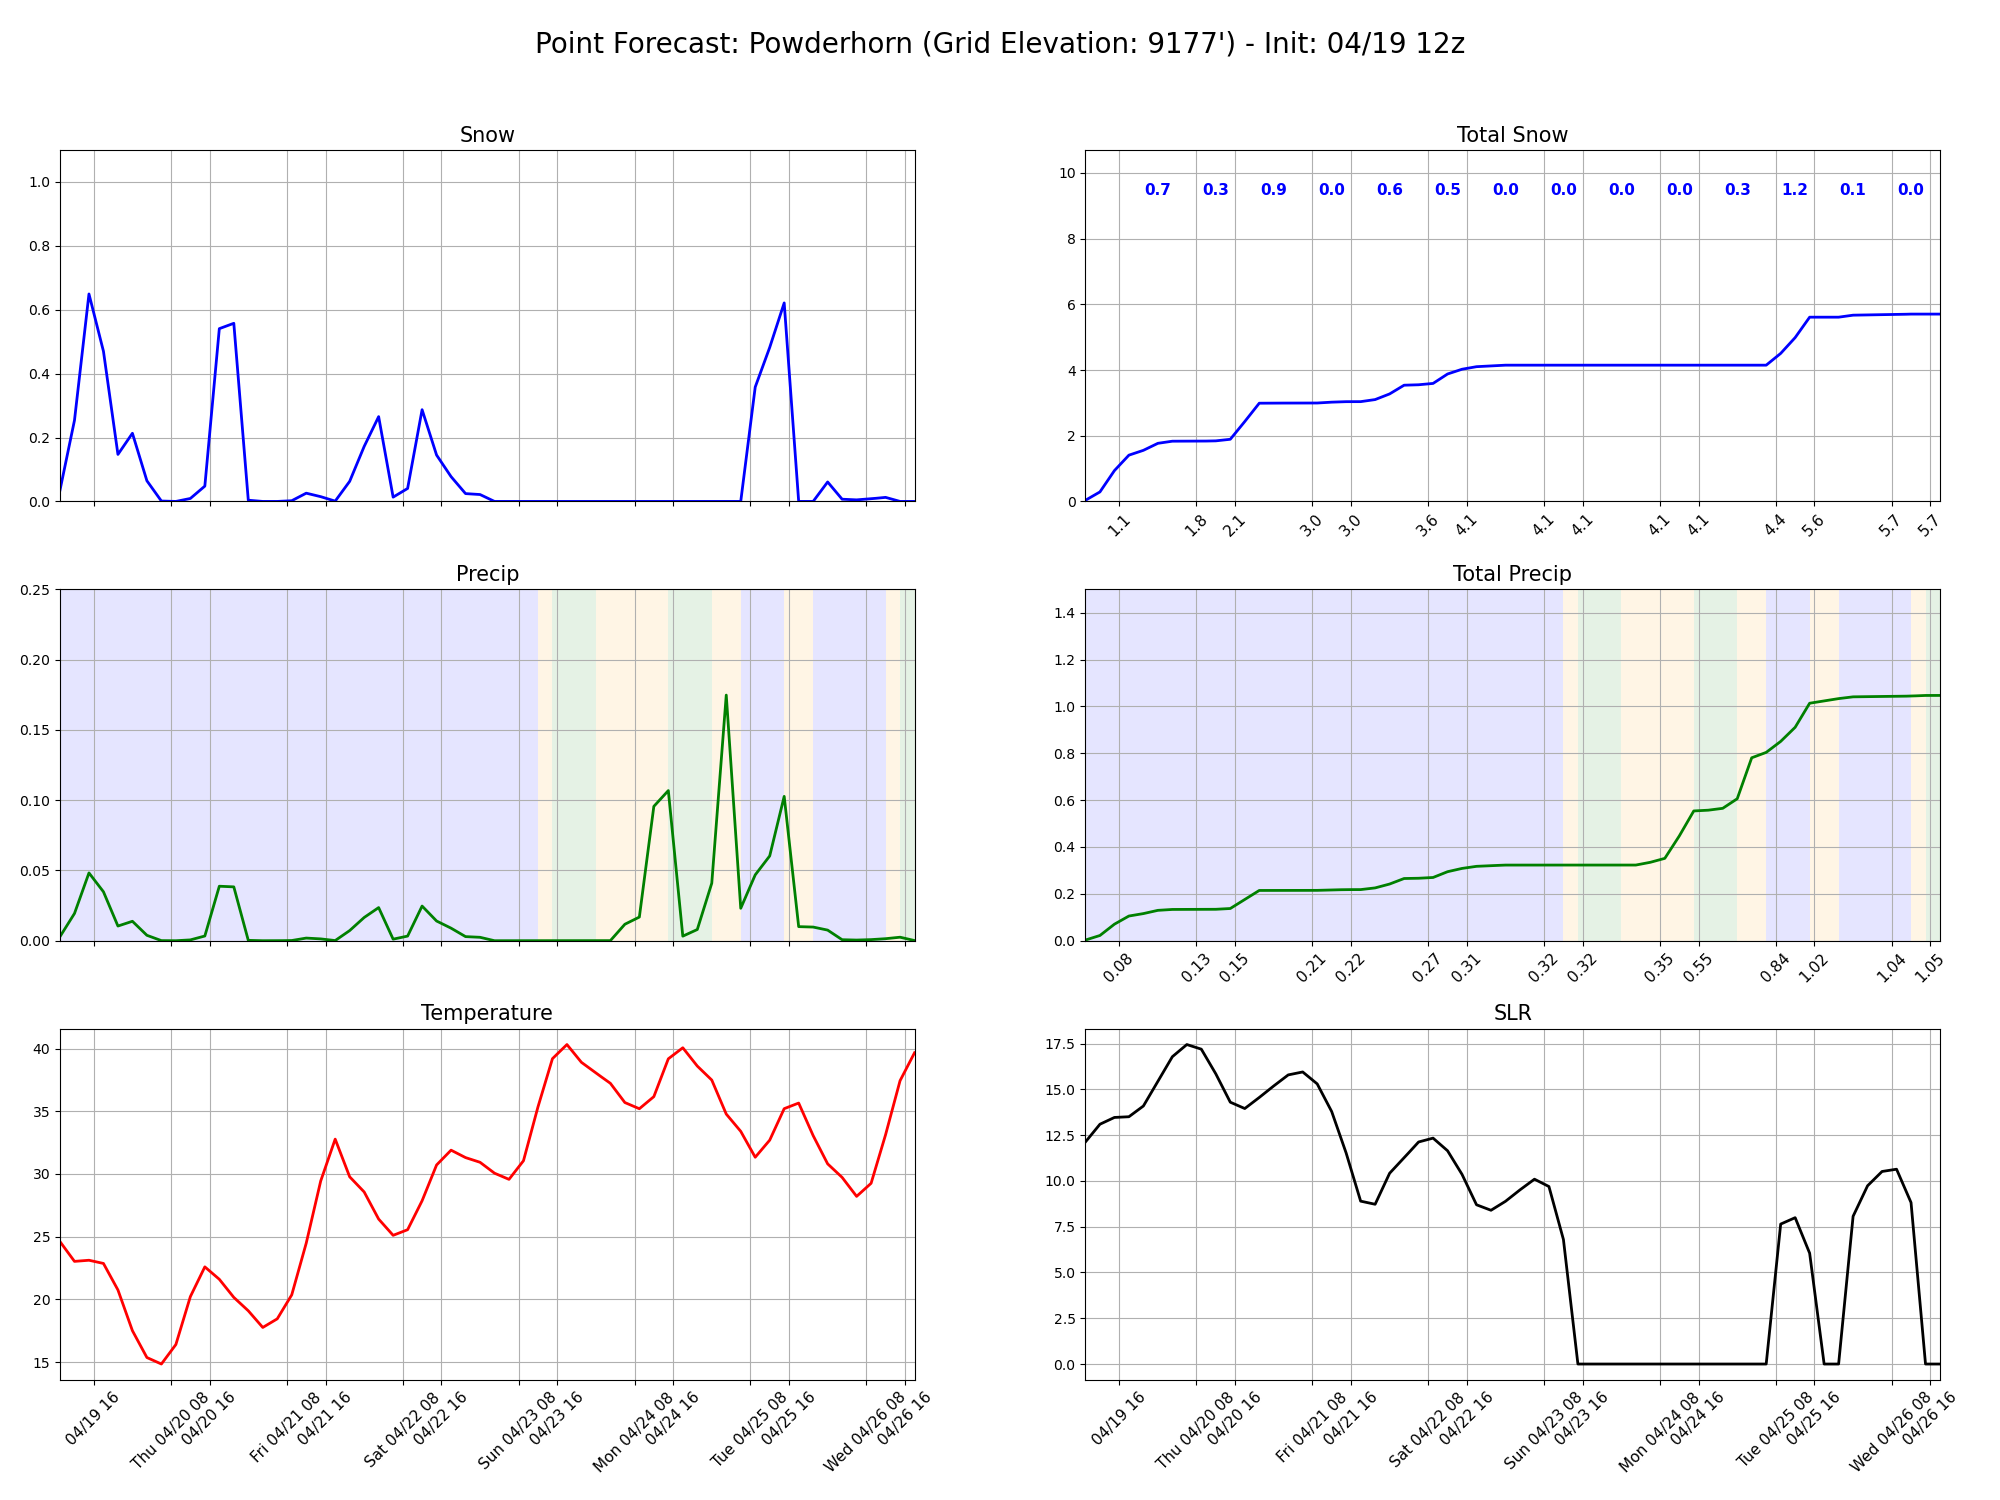 Point Forecast: Powderhorn (Grid Elevation: 9177') - Init: 04/19 12z
Snow
1.0
0.8
0.6
0.4
0.2
0.0
Total Snow
10
8
6
4
2
0
0.7 0.3 0.9 0.0 0.6 0.5 0.0 0.0 0.0 0.0 0.3 1.2 0.1 0.0
1.1 1.8 2.1 3.0 3.0 3.6 4.1 4.1 4.1 4.1 4.1 4.4 5.6 5.7 5.7
Precip
0.25
0.20
0.15
0.10
0.05
0.00
Total Precip
1.4
1.2
1.0
0.8
0.6
0.4
0.2
0.0
0.08 0.13 0.15 0.21 0.22 0.27 0.31 0.32 0.32 0.35 0.55 0.84 1.02 1.04 1.05
Temperature
40
35
30
25
20
15
04/19 16
Thu 04/20 08
04/20 16
Fri 04/21 08
04/21 16
Sat 04/22 08
04/22 16
Sun 04/23 08
04/23 16
Mon 04/24 08
04/24 16
Tue 04/25 08
04/25 16
Wed 04/26 08
04/26 16
SLR
17.5
15.0
12.5
10.0
7.5
5.0
2.5
0.0
04/19 16
Thu 04/20 08
04/20 16
Fri 04/21 08
04/21 16
Sat 04/22 08
04/22 16
Sun 04/23 08
04/23 16
Mon 04/24 08
04/24 16
Tue 04/25 08
04/25 16
Wed 04/26 08
04/26 16